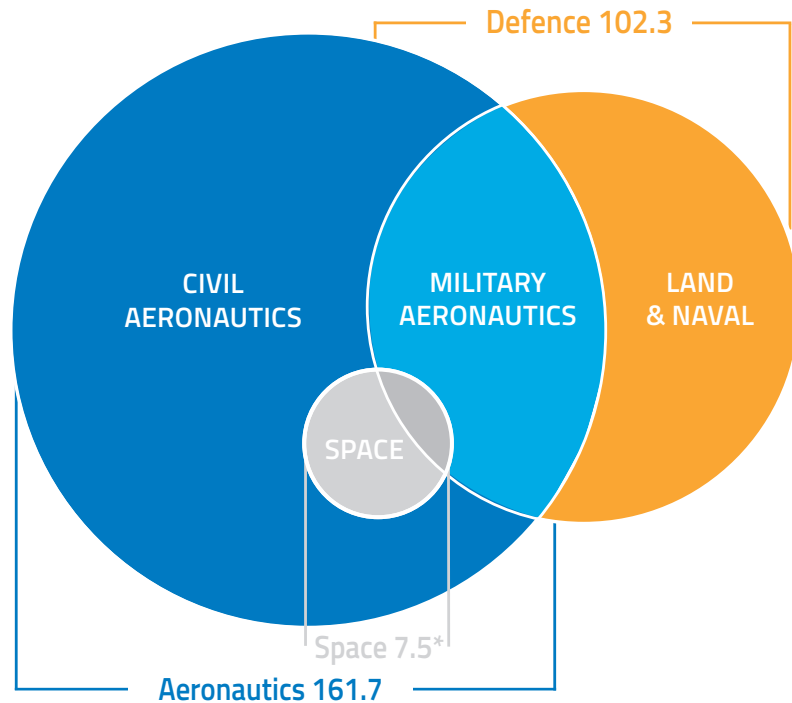 Defence 102.3
CIVIL
AERONAUTICS
MILITARY
AERONAUTICS
LAND
& NAVAL
SPACE
Space 7.5*
Aeronautics 161.7